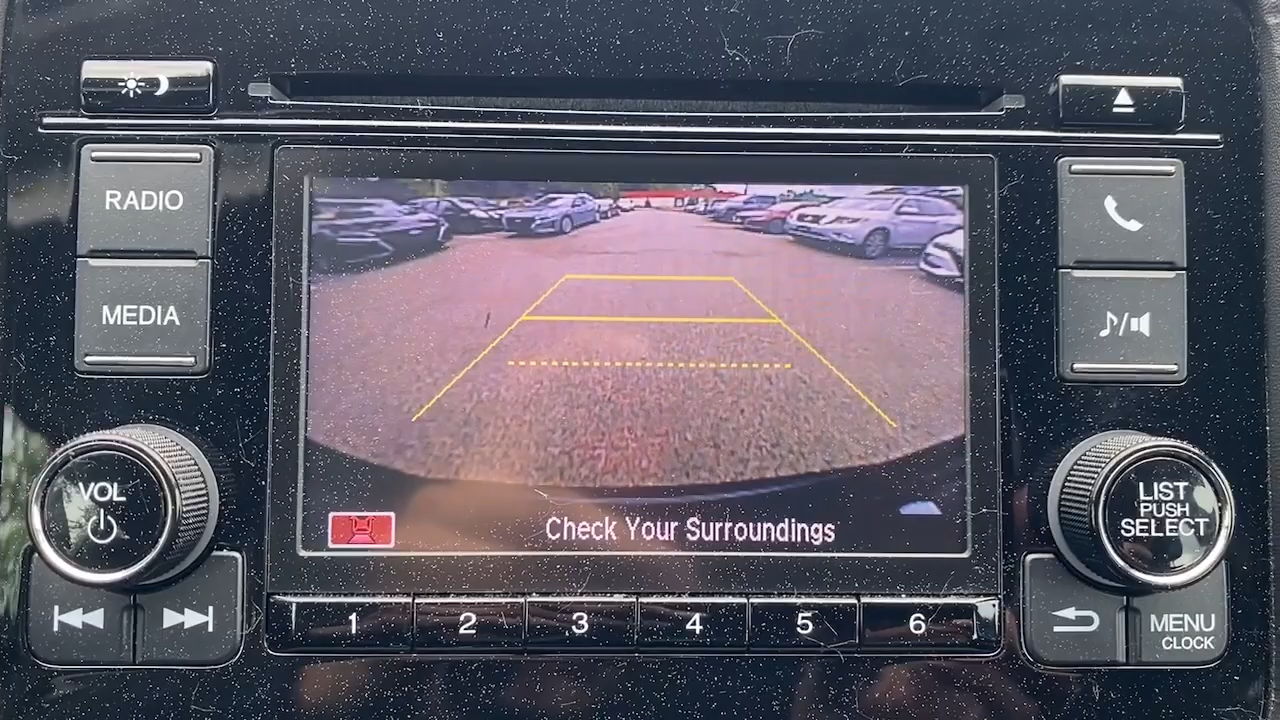 RADIO
MEDIA
VOL
Check Your Surroundings
1 2 3 4 5 6
LIST
PUSH
SELECT
MENU
CLOCK